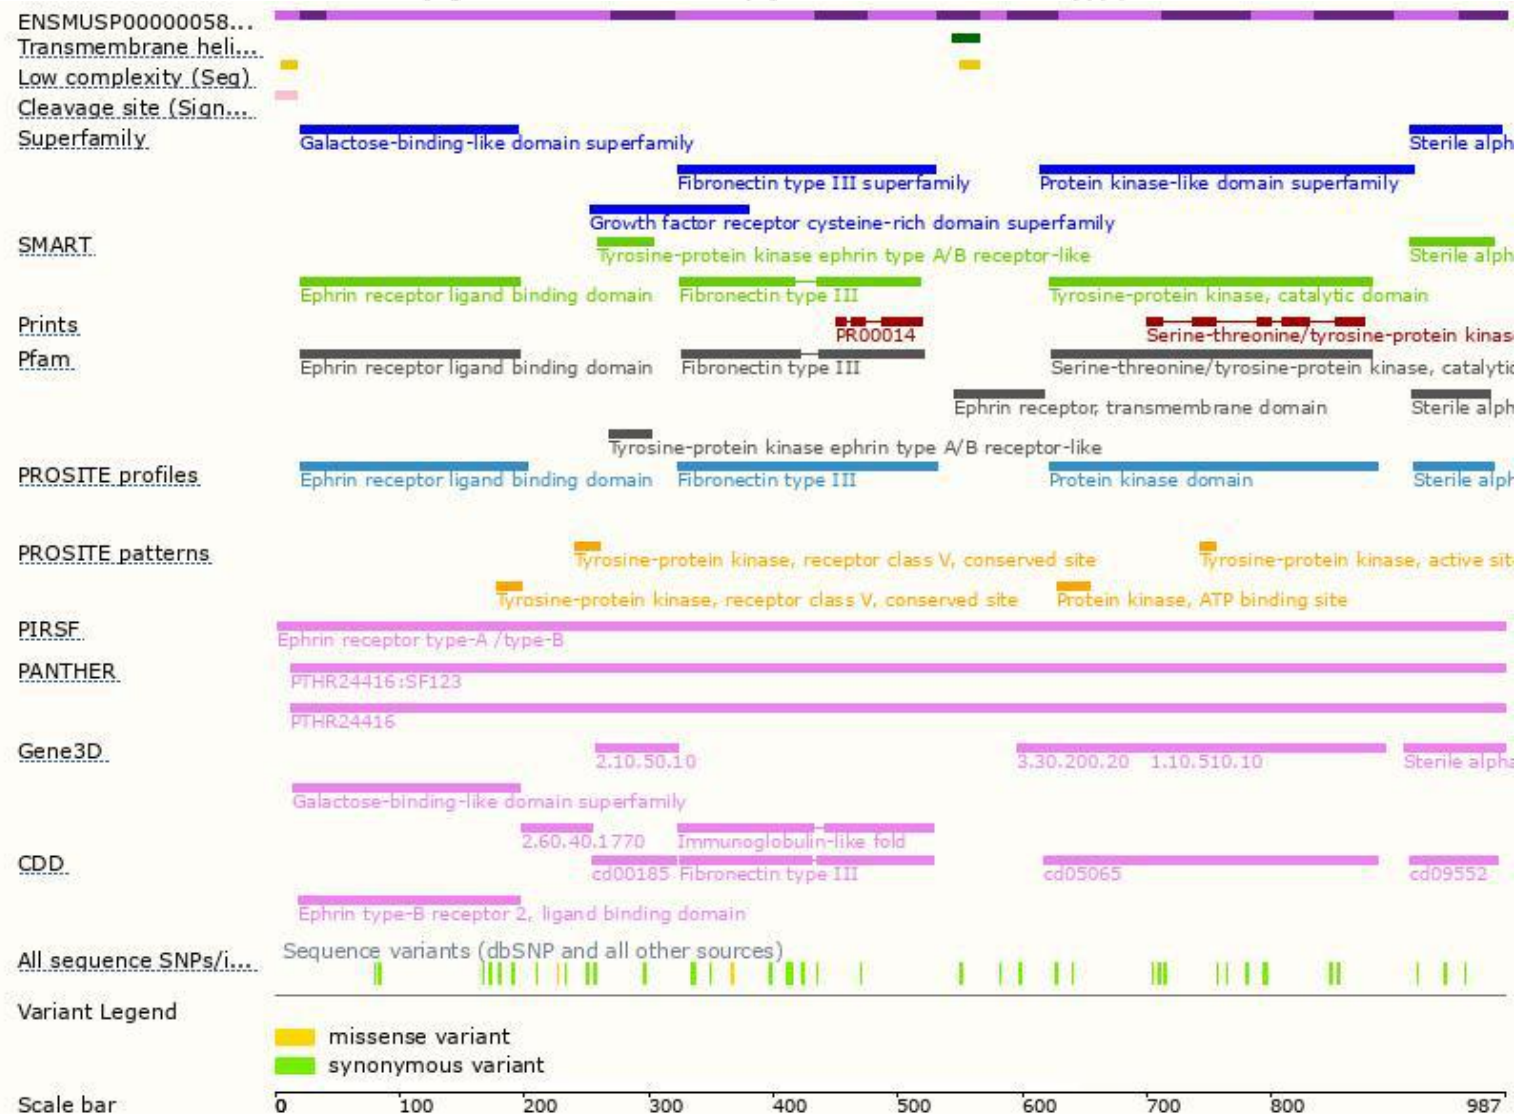 ENSMUSP00000058...
Transmembrane heli...
Low complexity (Seg)
Cleavage site (Sign...
Superfamily
Galactose-binding-like domain superfamily
Sterile alph
Fibronectin type III superfamily
Protein kinase-like domain superfamily
Growth factor receptor cysteine-rich domain superfamily
SMART
Tyrosine-protein kinase ephrin type A/B receptor-like
Sterile alph
Ephrin receptor ligand binding domain
Fibronectin type III
Tyrosine-protein kinase, catalytic domain
Prints
PR00014
Serine-threonine/tyrosine-protein kinas
Pfam
Ephrin receptor ligand binding domain
Fibronectin type III
Serine-threonine/tyrosine-protein kinase, catalytic
Ephrin receptor, transmembrane domain
Sterile alph
Tyrosine-protein kinase ephrin type A/B receptor-like
PROSITE profiles
Ephrin receptor ligand binding domain
Fibronectin type III
Protein kinase domain
Sterile alph
PROSITE patterns
Tyrosine-protein kinase, receptor class V, conserved site
Tyrosine-protein kinase, active sit
Tyrosine-protein kinase, receptor class V, conserved site
Protein kinase, ATP binding site
PIRSF
Ephrin receptor type-A /type-B
PANTHER
PTHR24416:SF123
PTHR24416
Gene3D
2.10.50.10
3.30.200.20
1.10.510.10
Sterile alpha
Galactose-binding-like domain superfamily
2.60.40.1770
Immunoglobulin-like fold
CDD
cd00185
Fibronectin type III
cd05065
cd09552
Ephrin type-B receptor 2, ligand binding domain
All sequence SNPs/i...
Sequence variants (dbSNP and all other sources)
Variant Legend
missense variant
synonymous variant
Scale bar
0 100 200 300 400 500 600 700 800 987